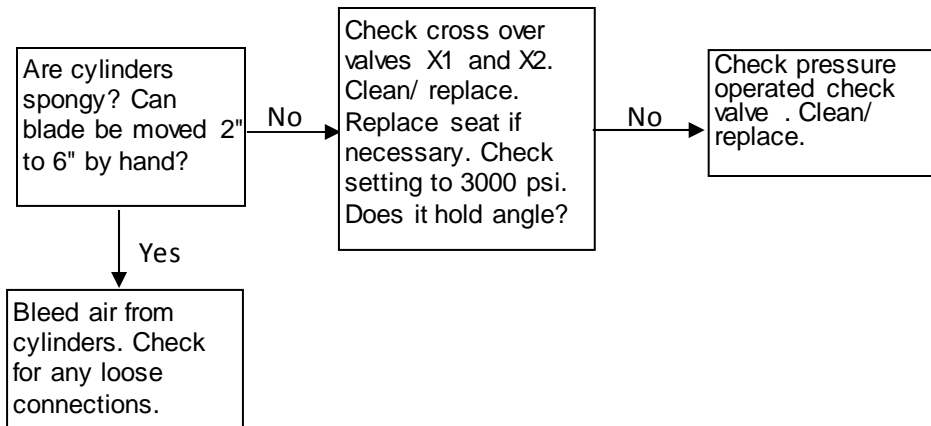 Are cylinders
spongy? Can
blade be moved 2"
to 6" by hand?
No
Check cross over
valves X1 and X2.
Clean/ replace.
Replace seat if
necessary. Check
setting to 3000 psi.
Does it hold angle?
No
Check pressure
operated check
valve . Clean/
replace.
Yes
Bleed air from
cylinders. Check
for any loose
connections.